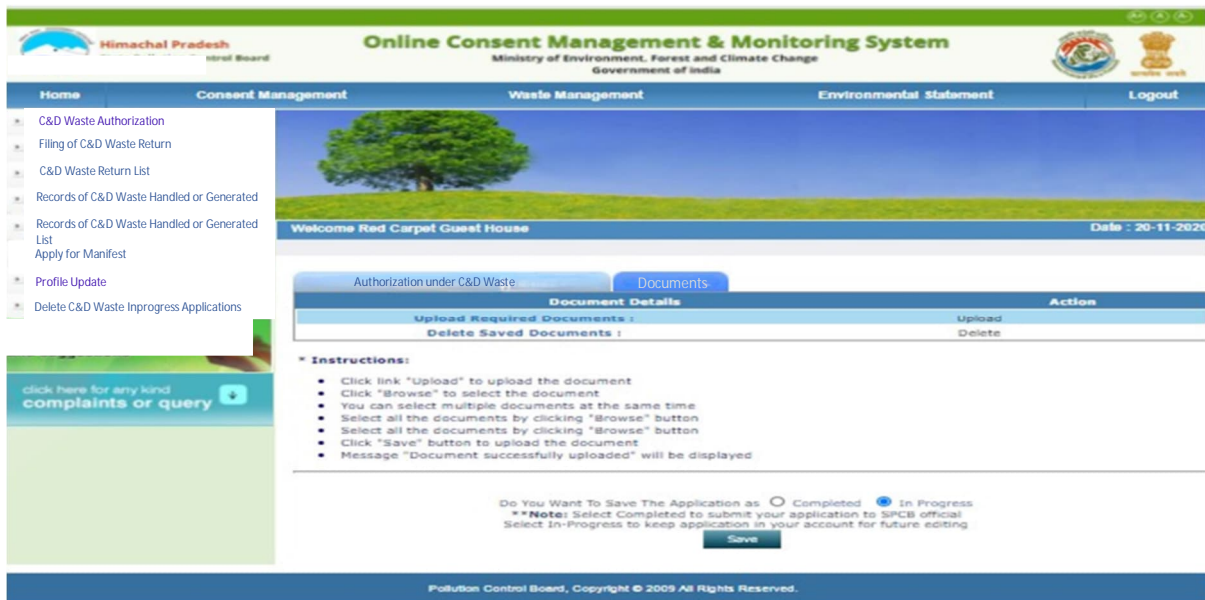 Himachal Pradesh
ntrol Board
Online Consent Management & Monitoring System
Ministry of Environment, Forest and Climate Change
Government of India
Home Consent Management Waste Management Environmental Statement Logout
C&D Waste Authorization
Filing of C&D Waste Return
C&D Waste Return List
Records of C&D Waste Handled or Generated
Records of C&D Waste Handled or Generated
List
Apply for Manifest
Profile Update
Delete C&D Waste Inprogress Applications
click here for any kind
complaints or query
Welcome Red Carpet Guest House Date : 20-11-2020
Authorization under C&D Waste Documents
Document Details Action
Upload Required Documents : Upload
Delete Saved Documents : Delete
* Instructions:
• Click link "Upload" to upload the document
• Click "Browse" to select the document
• You can select multiple documents at the same time
• Select all the documents by clicking "Browse" button
• Select all the documents by clicking "Browse" button
• Click "Save" button to upload the document
• Message "Document successfully uploaded" will be displayed
Do You Want To Save The Application as Completed In Progress
**Note: Select Completed to submit your application to SPCB official
Select In-Progress to keep application in your account for future editing
Save
Pollution Control Board, Copyright © 2009 All Rights Reserved.